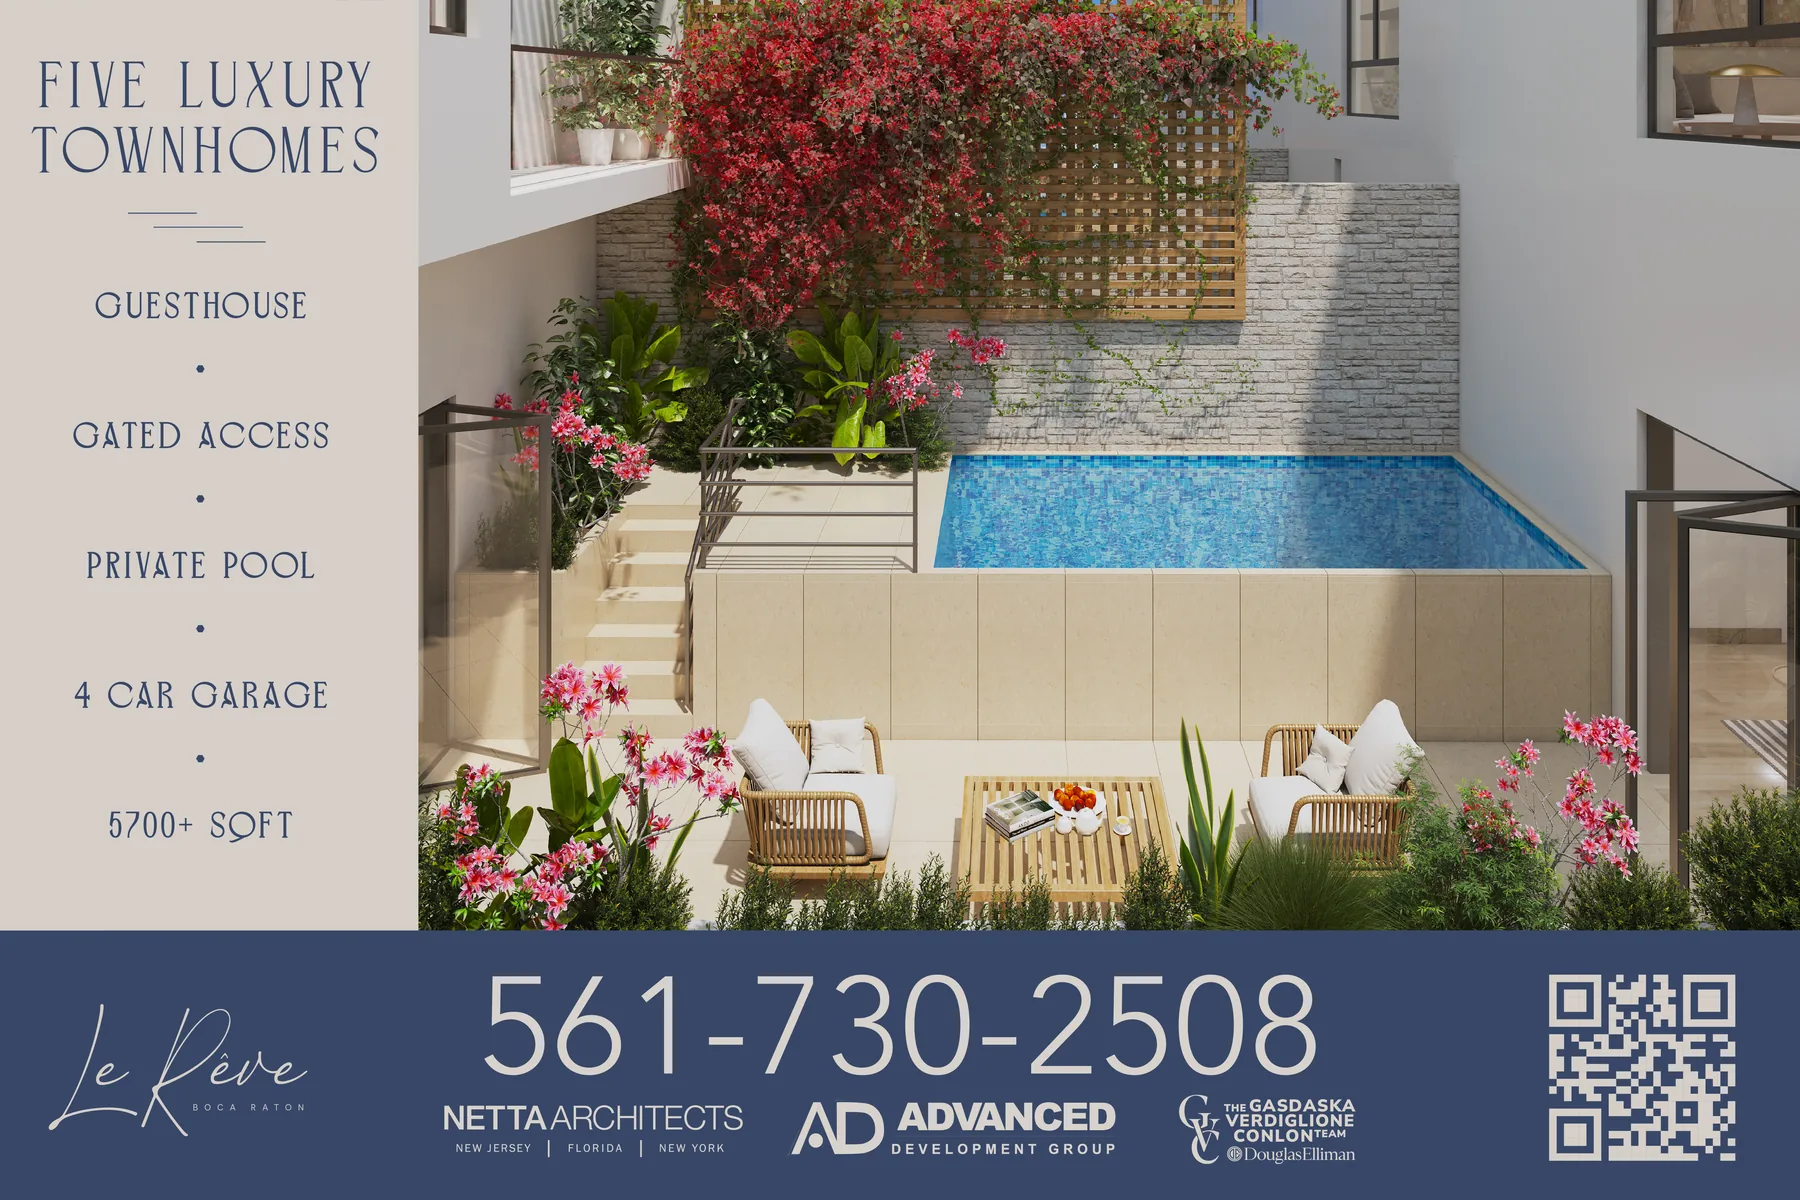 FIVE LUXURY
TOWNHOMES
GUESTHOUSE
GATED ACCESS
PRIVATE POOL
4 CAR GARAGE
5700+ SQFT
Le Rêve
BOCA RATON
561-730-2508
NETTAARCHITECTS
NEW JERSEY | FLORIDA | NEW YORK
AD ADVANCED
DEVELOPMENT GROUP
GVC
THE GASDASKA
VERDIGLIONE
CONLON TEAM
DouglasElliman